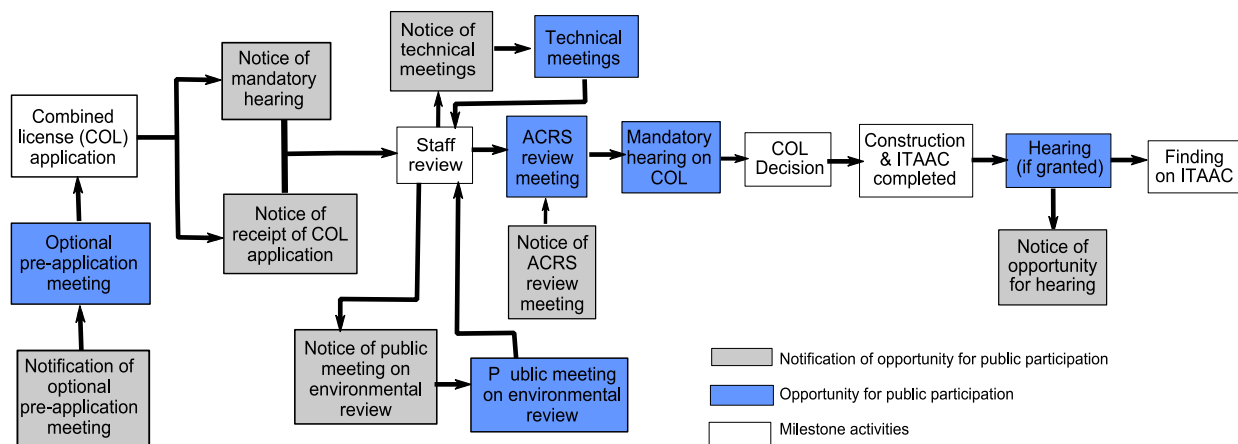 Notice of
technical
meetings
Technical
meetings
Notice of
mandatory
hearing
Combined
license (COL)
application
Staff
review
ACRS
review
meeting
Mandatory
hearing on
COL
COL
Decision
Construction
& ITAAC
completed
Hearing
(if granted)
Finding
on ITAAC
Notice of
receipt of COL
application
Optional
pre-application
meeting
Notice of
ACRS
review
meeting
Notice of
opportunity
for hearing
Notification of
optional
pre-application
meeting
Notice of public
meeting on
environmental
review
P ublic meeting
on environmental
review
Notification of opportunity for public participation
Opportunity for public participation
Milestone activities